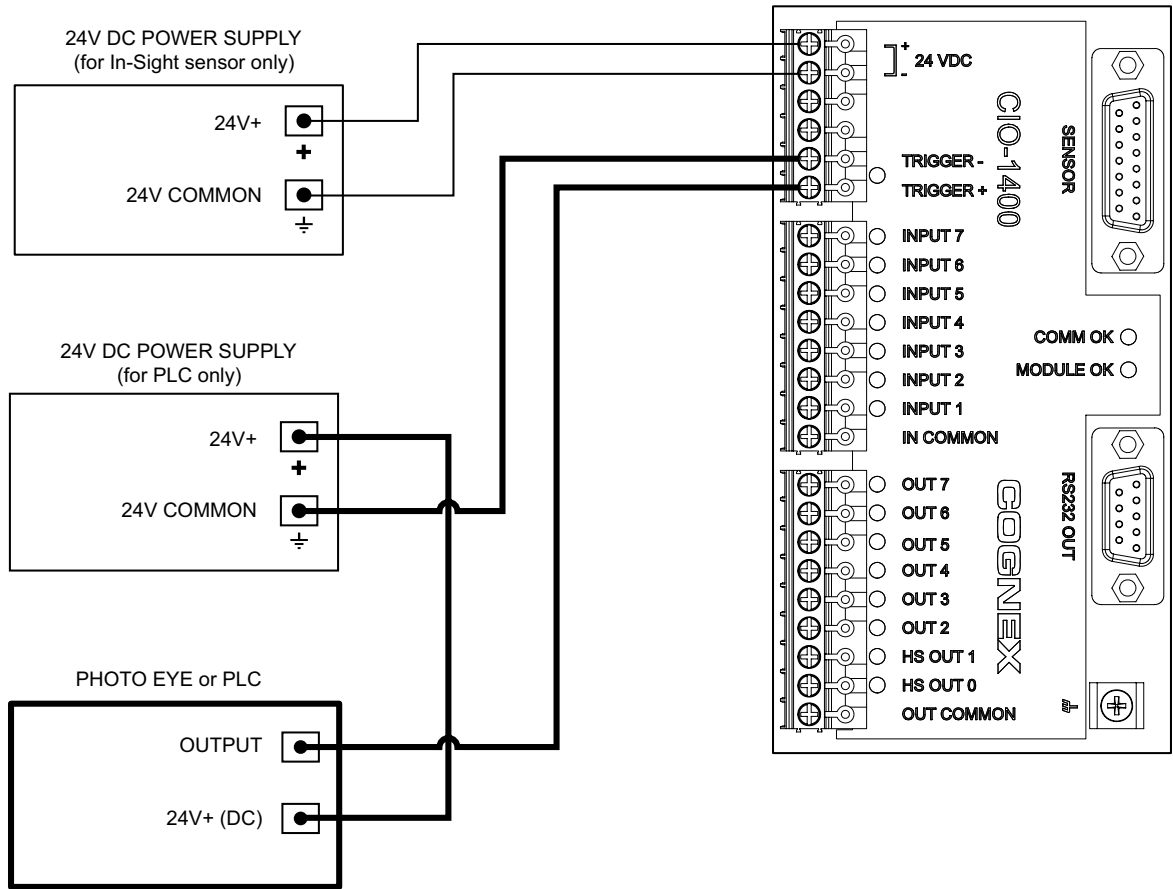 24V DC POWER SUPPLY
(for In-Sight sensor only)
24V+
+
24V COMMON
24V DC POWER SUPPLY
(for PLC only)
24V+
+
24V COMMON
PHOTO EYE or PLC
OUTPUT
24V+ (DC)
+
24 VDC
-
TRIGGER -
TRIGGER +
INPUT 7
INPUT 6
INPUT 5
INPUT 4
INPUT 3
INPUT 2
INPUT 1
IN COMMON
OUT 7
OUT 6
OUT 5
OUT 4
OUT 3
OUT 2
HS OUT 1
HS OUT 0
OUT COMMON
CIO-1400
COGNEX
SENSOR
COMM OK
MODULE OK
RS232 OUT